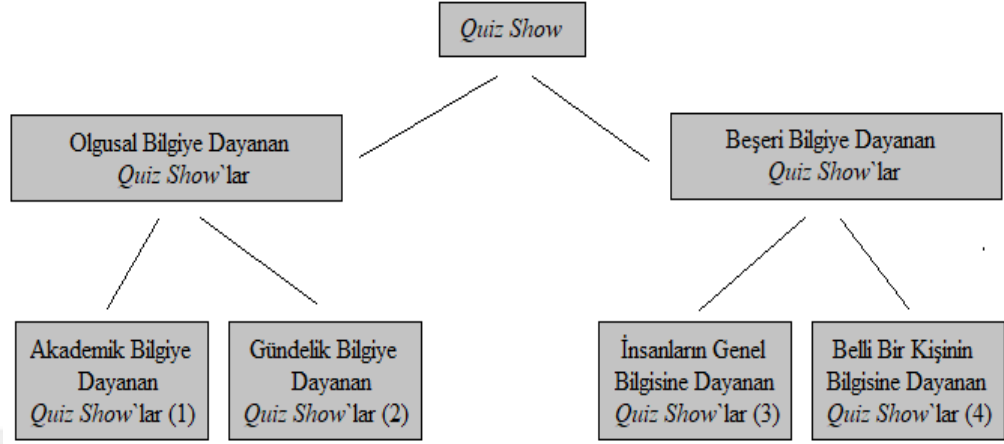 Quiz Show
Olgusal Bilgiye Dayanan
Quiz Show`lar
Beşeri Bilgiye Dayanan
Quiz Show`lar
Akademik Bilgiye
Dayanan
Quiz Show`lar (1)
Gündelik Bilgiye
Dayanan
Quiz Show`lar (2)
İnsanların Genel
Bilgisine Dayanan
Quiz Show`lar (3)
Belli Bir Kişinin
Bilgisine Dayanan
Quiz Show`lar (4)